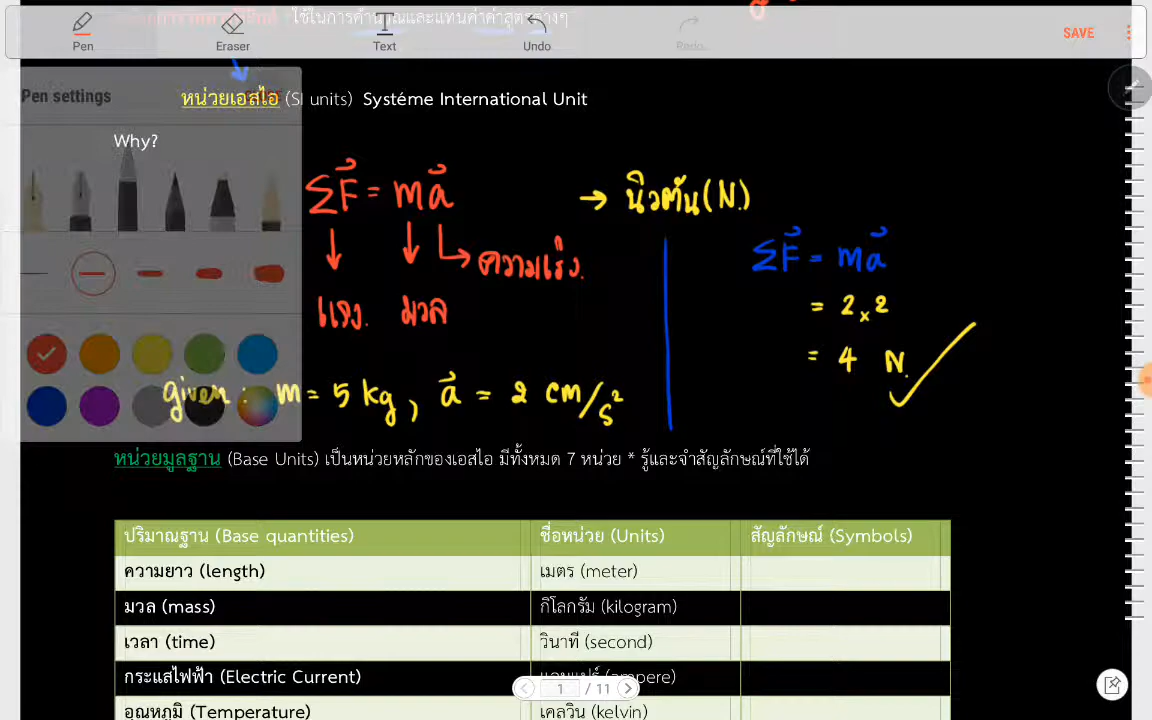 ใช้ในการคำนวณและแทนค่าสูตรต่างๆ
Pen
Eraser
Text
Undo
Redo
SAVE
Pen settings
หน่วยเอสไอ (SI units) Systéme International Unit
Why?
ΣF⃗ = ma⃗
→ นิวตัน (N.)
ความเร่ง.
แรง. มวล
ΣF⃗ = ma⃗
= 2 x 2
= 4 N.
given : m = 5 kg, a⃗ = 2 cm/s²
หน่วยมูลฐาน (Base Units) เป็นหน่วยหลักของเอสไอ มีทั้งหมด 7 หน่วย * รู้และจำสัญลักษณ์ที่ใช้ได้
ปริมาณฐาน (Base quantities) ชื่อหน่วย (Units) สัญลักษณ์ (Symbols)
ความยาว (length) เมตร (meter)
มวล (mass) กิโลกรัม (kilogram)
เวลา (time) วินาที (second)
กระแสไฟฟ้า (Electric Current)
1 / 11
อุณหภูมิ (Temperature) เคลวิน (kelvin)